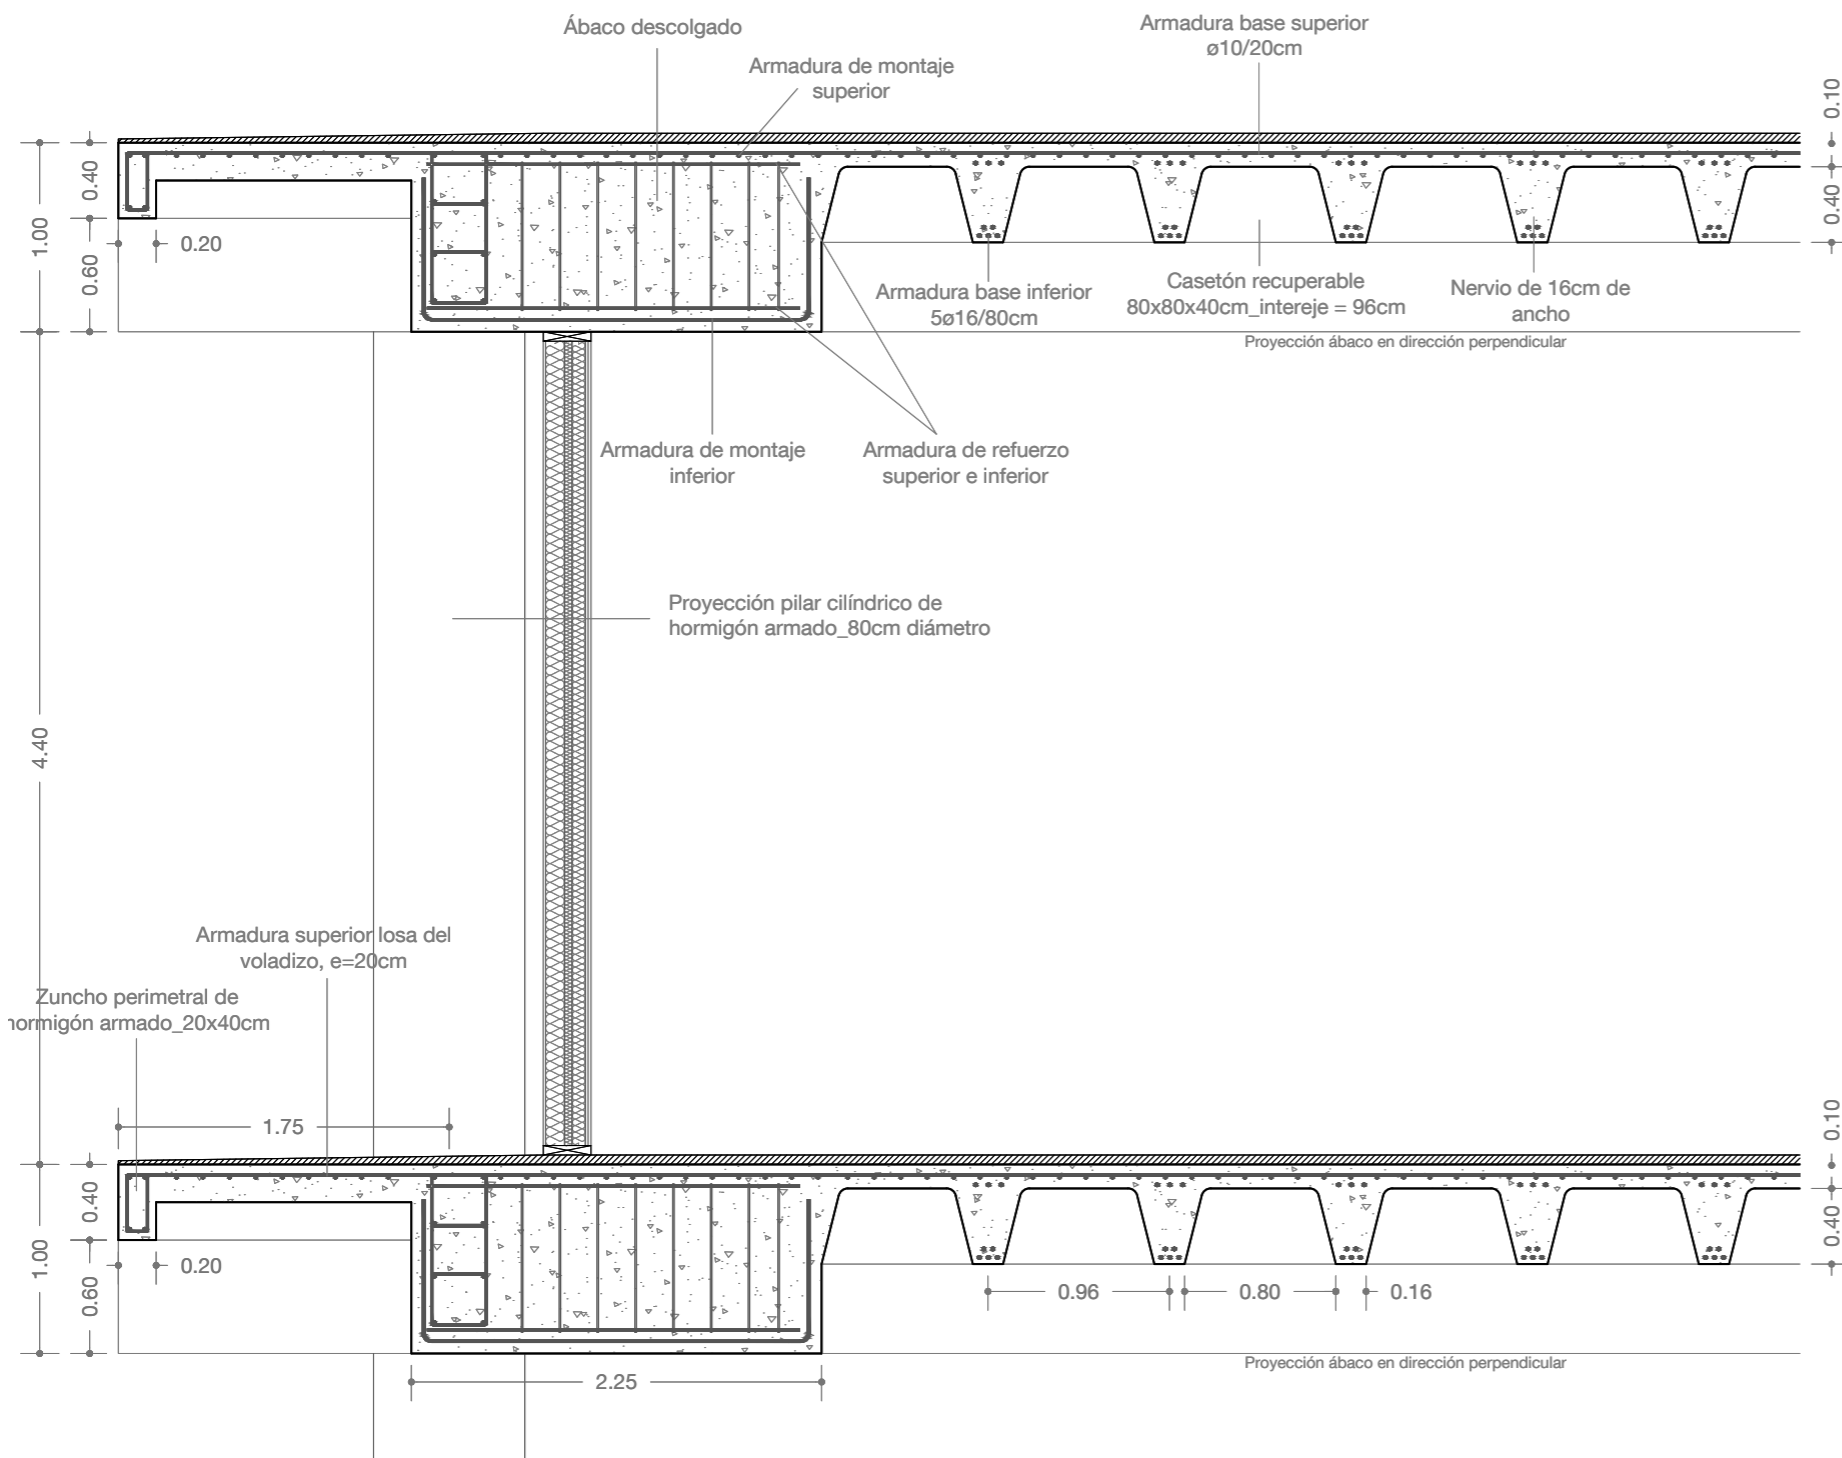 Ábaco descolgado
Armadura base superior
ø10/20cm
Armadura de montaje
superior
0.10
0.40
1.00
0.40
0.20
0.60
Armadura base inferior
5ø16/80cm
Casetón recuperable
80x80x40cm_intereje = 96cm
Nervio de 16cm de
ancho
Proyección ábaco en dirección perpendicular
Armadura de montaje
inferior
Armadura de refuerzo
superior e inferior
Proyección pilar cilíndrico de
hormigón armado_80cm diámetro
4.40
Armadura superior losa del
voladizo, e=20cm
Zuncho perimetral de
hormigón armado_20x40cm
1.75
0.10
0.40
0.40
1.00
0.20
0.60
0.96
0.80
0.16
Proyección ábaco en dirección perpendicular
2.25